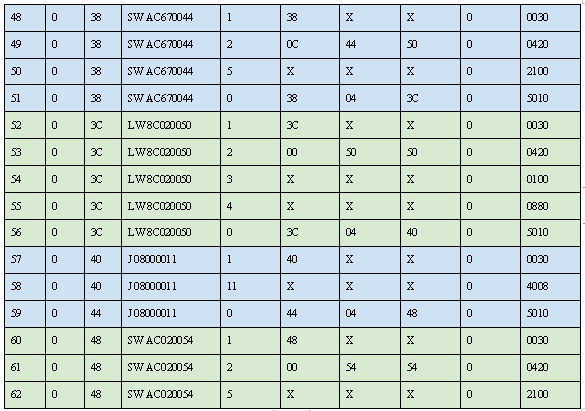 48 0 38 SWAC670044 1 38 X X 0 0030
49 0 38 SWAC670044 2 0C 44 50 0 0420
50 0 38 SWAC670044 5 X X X 0 2100
51 0 38 SWAC670044 0 38 04 3C 0 5010
52 0 3C LW8C020050 1 3C X X 0 0030
53 0 3C LW8C020050 2 00 50 50 0 0420
54 0 3C LW8C020050 3 X X X 0 0100
55 0 3C LW8C020050 4 X X X 0 0880
56 0 3C LW8C020050 0 3C 04 40 0 5010
57 0 40 J08000011 1 40 X X 0 0030
58 0 40 J08000011 11 X X X 0 4008
59 0 44 J08000011 0 44 04 48 0 5010
60 0 48 SWAC020054 1 48 X X 0 0030
61 0 48 SWAC020054 2 00 54 54 0 0420
62 0 48 SWAC020054 5 X X X 0 2100